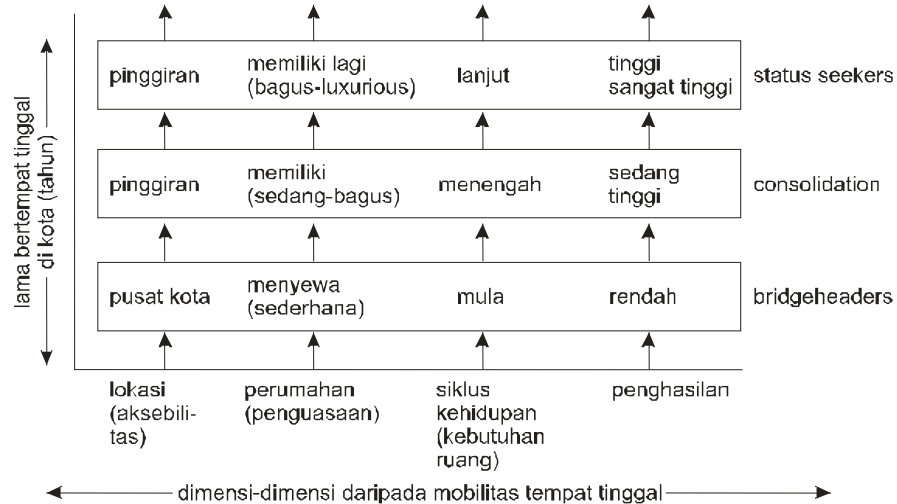 pinggiran
memiliki lagi
(bagus-luxurious)
lanjut
tinggi
sangat tinggi
status seekers
pinggiran
memiliki
(sedang-bagus)
menengah
sedang
tinggi
consolidation
pusat kota
menyewa
(sederhana)
mula
rendah
bridgeheaders
lama bertempat tinggal
di kota (tahun)
lokasi
(aksebili-
tas)
perumahan
(penguasaan)
siklus
kehidupan
(kebutuhan
ruang)
penghasilan
dimensi-dimensi daripada mobilitas tempat tinggal